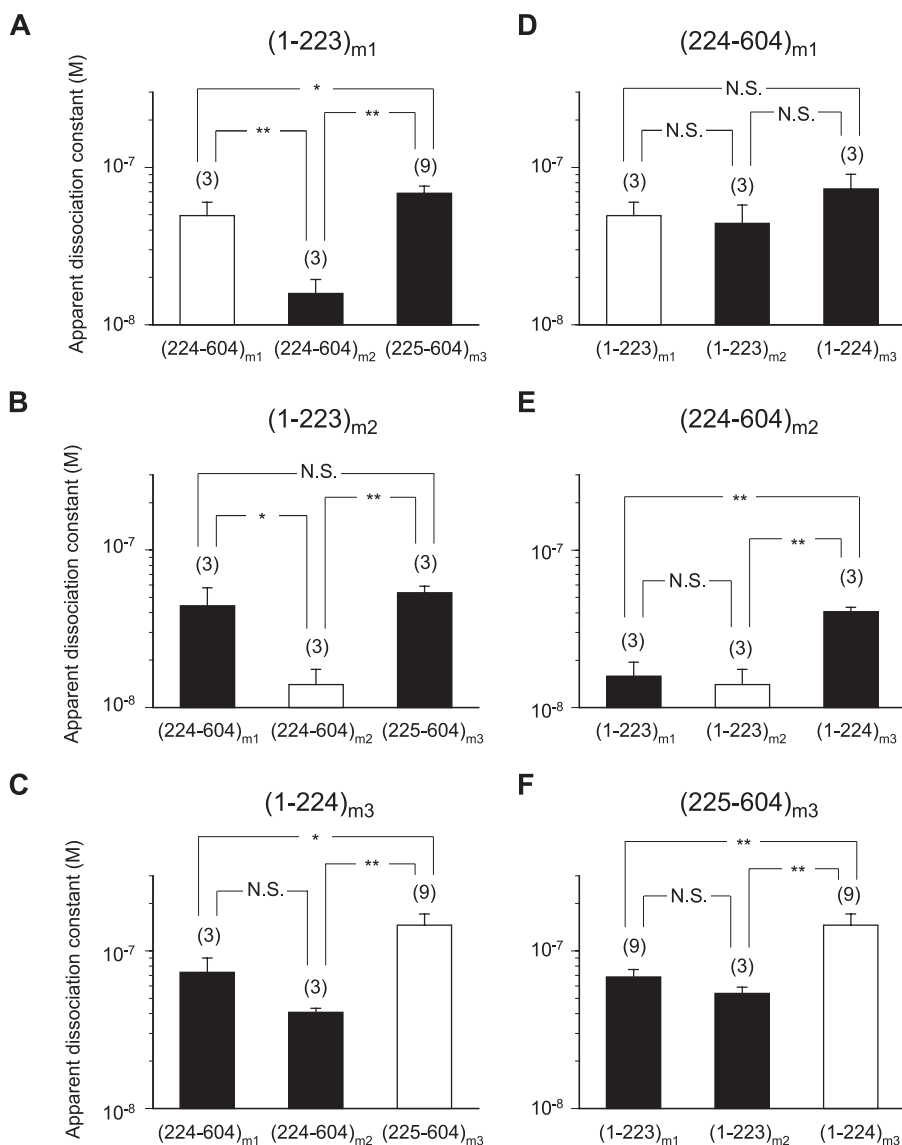 A
(1-223)m1
Apparent dissociation constant (M)
10-7
10-8
*
**
**
(3)
(3)
(9)
(224-604)m1
(224-604)m2
(225-604)m3
D
(224-604)m1
10-7
10-8
N.S.
N.S.
N.S.
(3)
(3)
(3)
(1-223)m1
(1-223)m2
(1-224)m3
B
(1-223)m2
Apparent dissociation constant (M)
10-7
10-8
N.S.
*
**
(3)
(3)
(3)
(224-604)m1
(224-604)m2
(225-604)m3
E
(224-604)m2
10-7
10-8
**
N.S.
**
(3)
(3)
(3)
(1-223)m1
(1-223)m2
(1-224)m3
C
(1-224)m3
Apparent dissociation constant (M)
10-7
10-8
*
N.S.
**
(3)
(3)
(9)
(224-604)m1
(224-604)m2
(225-604)m3
F
(225-604)m3
10-7
10-8
**
N.S.
**
(9)
(3)
(9)
(1-223)m1
(1-223)m2
(1-224)m3